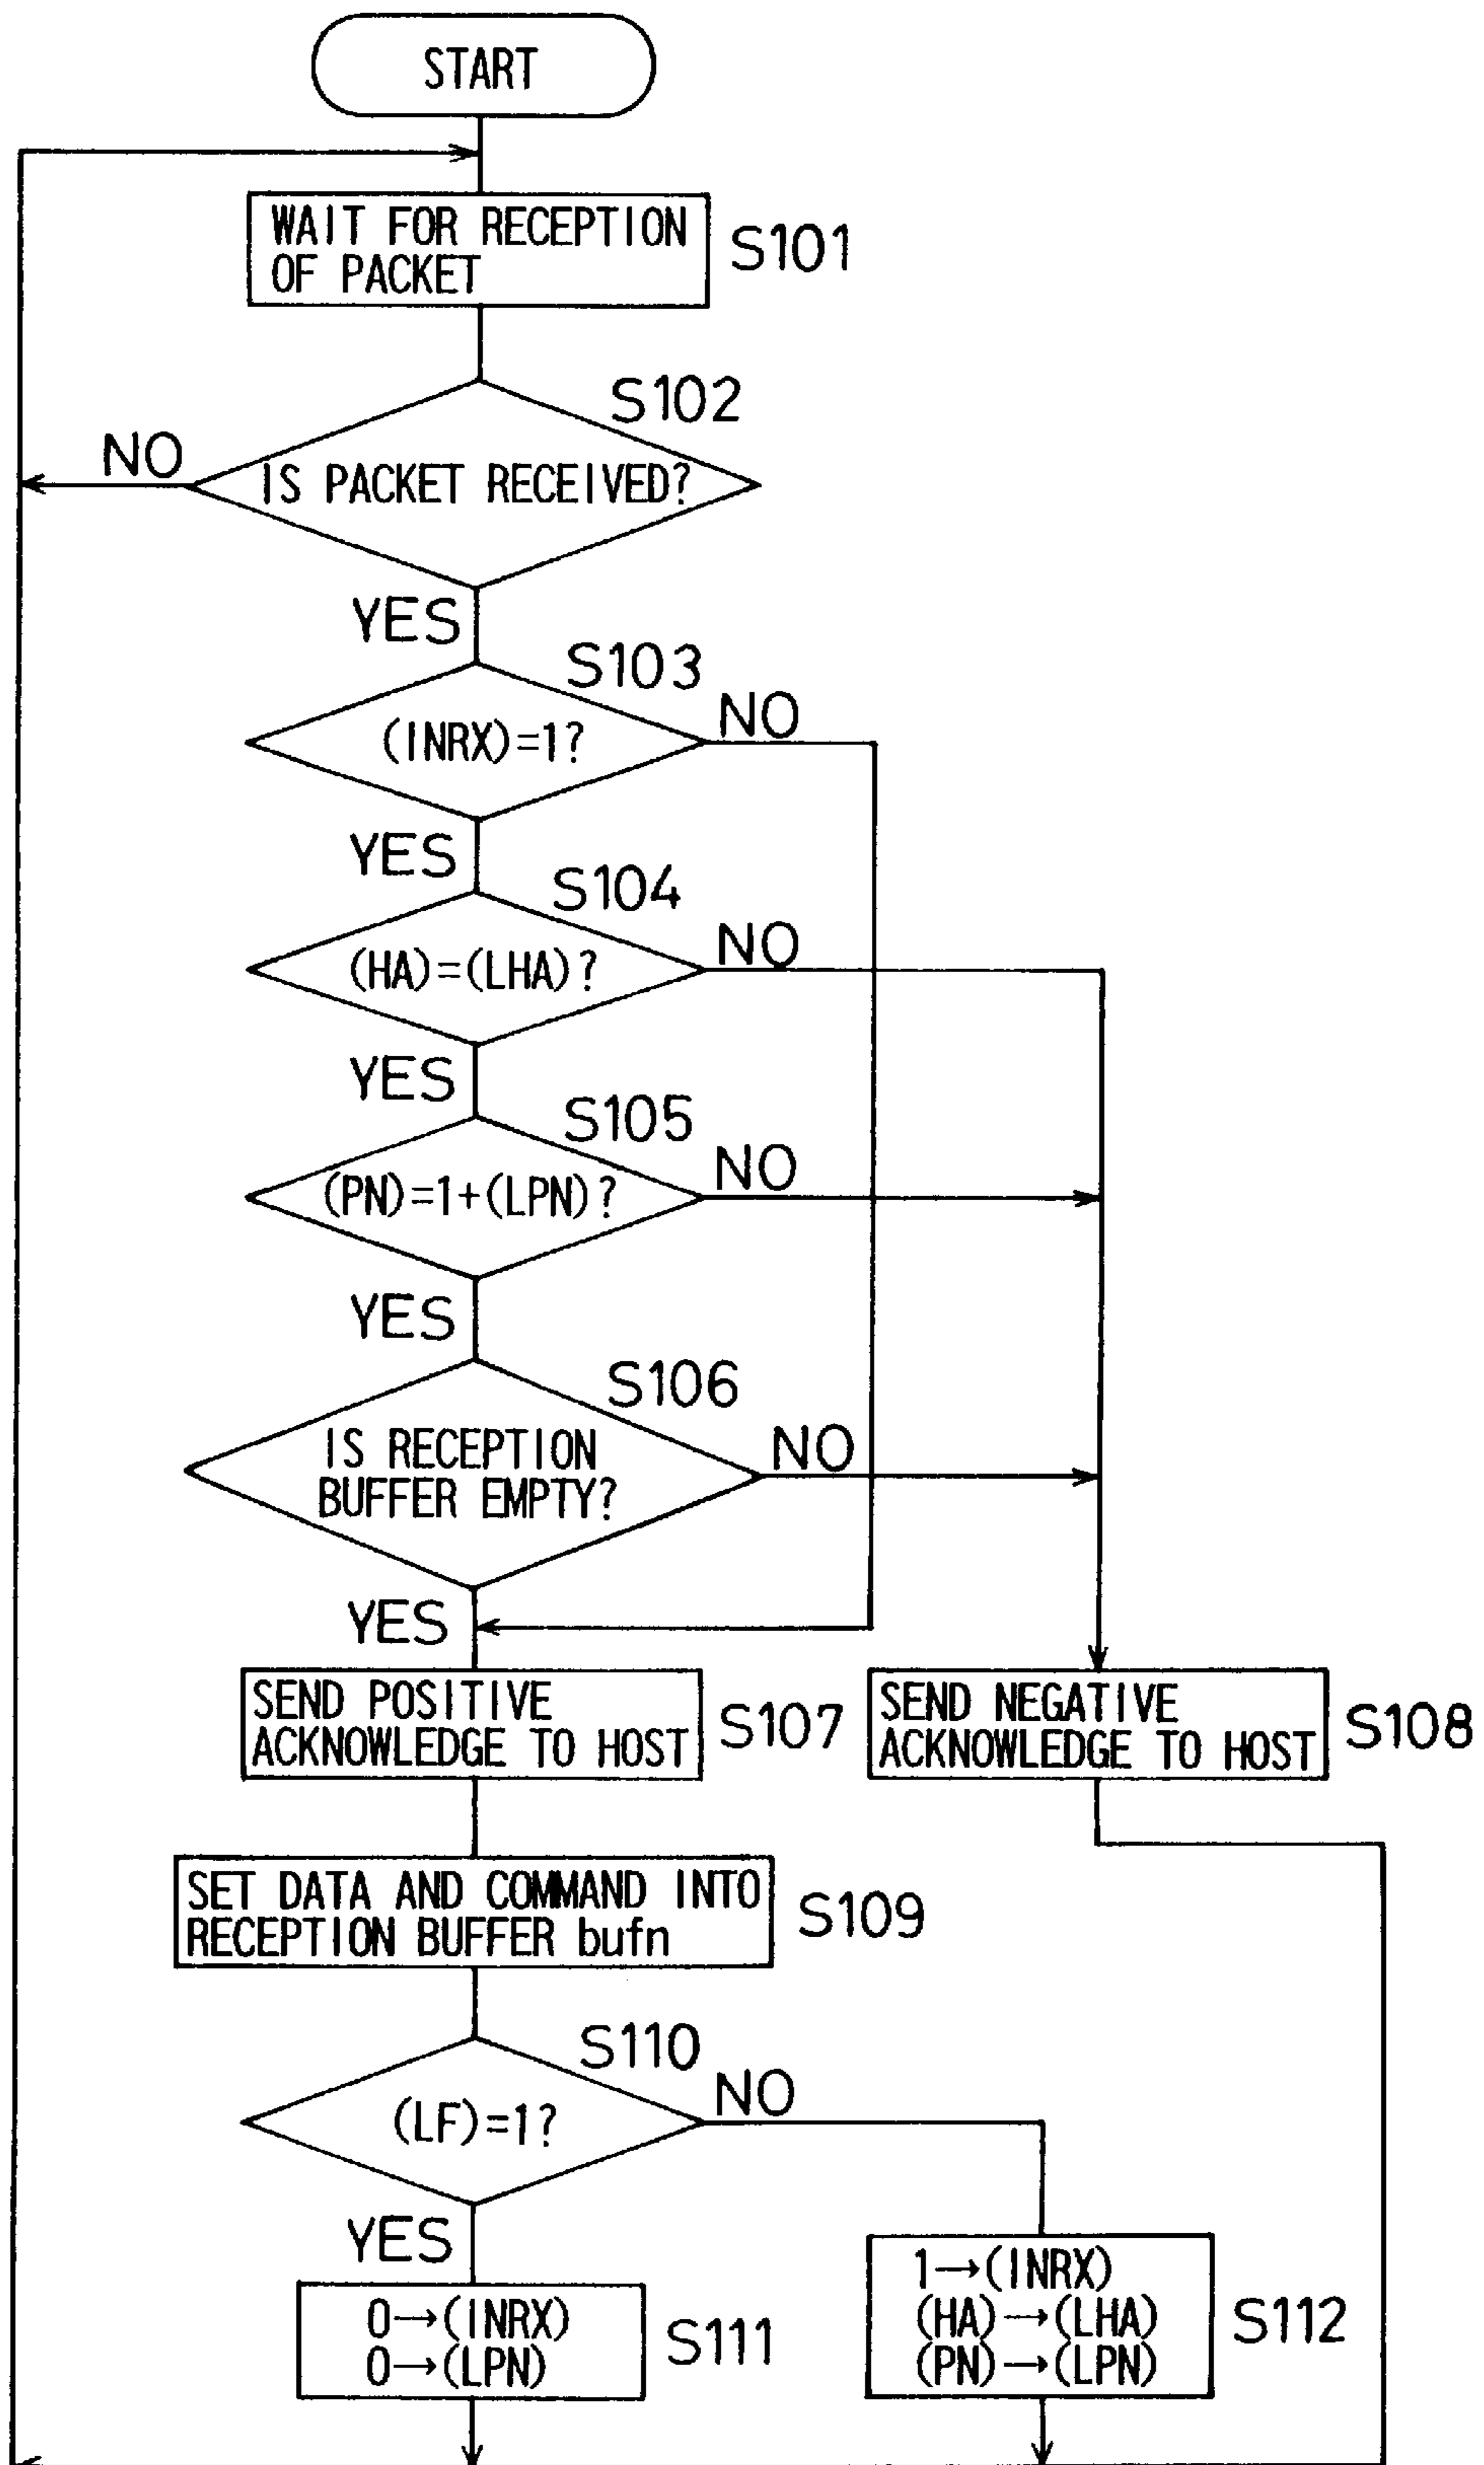 START
WAIT FOR RECEPTION
OF PACKET
S101
S102
NO
IS PACKET RECEIVED?
YES
S103
NO
(INRX)=1?
YES
S104
NO
(HA)=(LHA)?
YES
S105
NO
(PN)=1+(LPN)?
YES
S106
NO
IS RECEPTION
BUFFER EMPTY?
YES
SEND POSITIVE
ACKNOWLEDGE TO HOST
S107
SEND NEGATIVE
ACKNOWLEDGE TO HOST
S108
SET DATA AND COMMAND INTO
RECEPTION BUFFER bufn
S109
S110
NO
(LF)=1?
YES
0→(INRX)
0→(LPN)
S111
1→(INRX)
(HA)→(LHA)
(PN)→(LPN)
S112